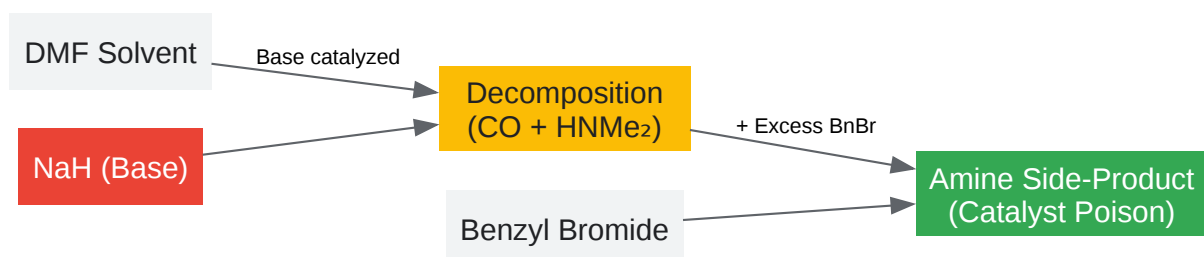 DMF Solvent
Base catalyzed
NaH (Base)
Decomposition
(CO + HNMe₂)
+ Excess BnBr
Benzyl Bromide
Amine Side-Product
(Catalyst Poison)